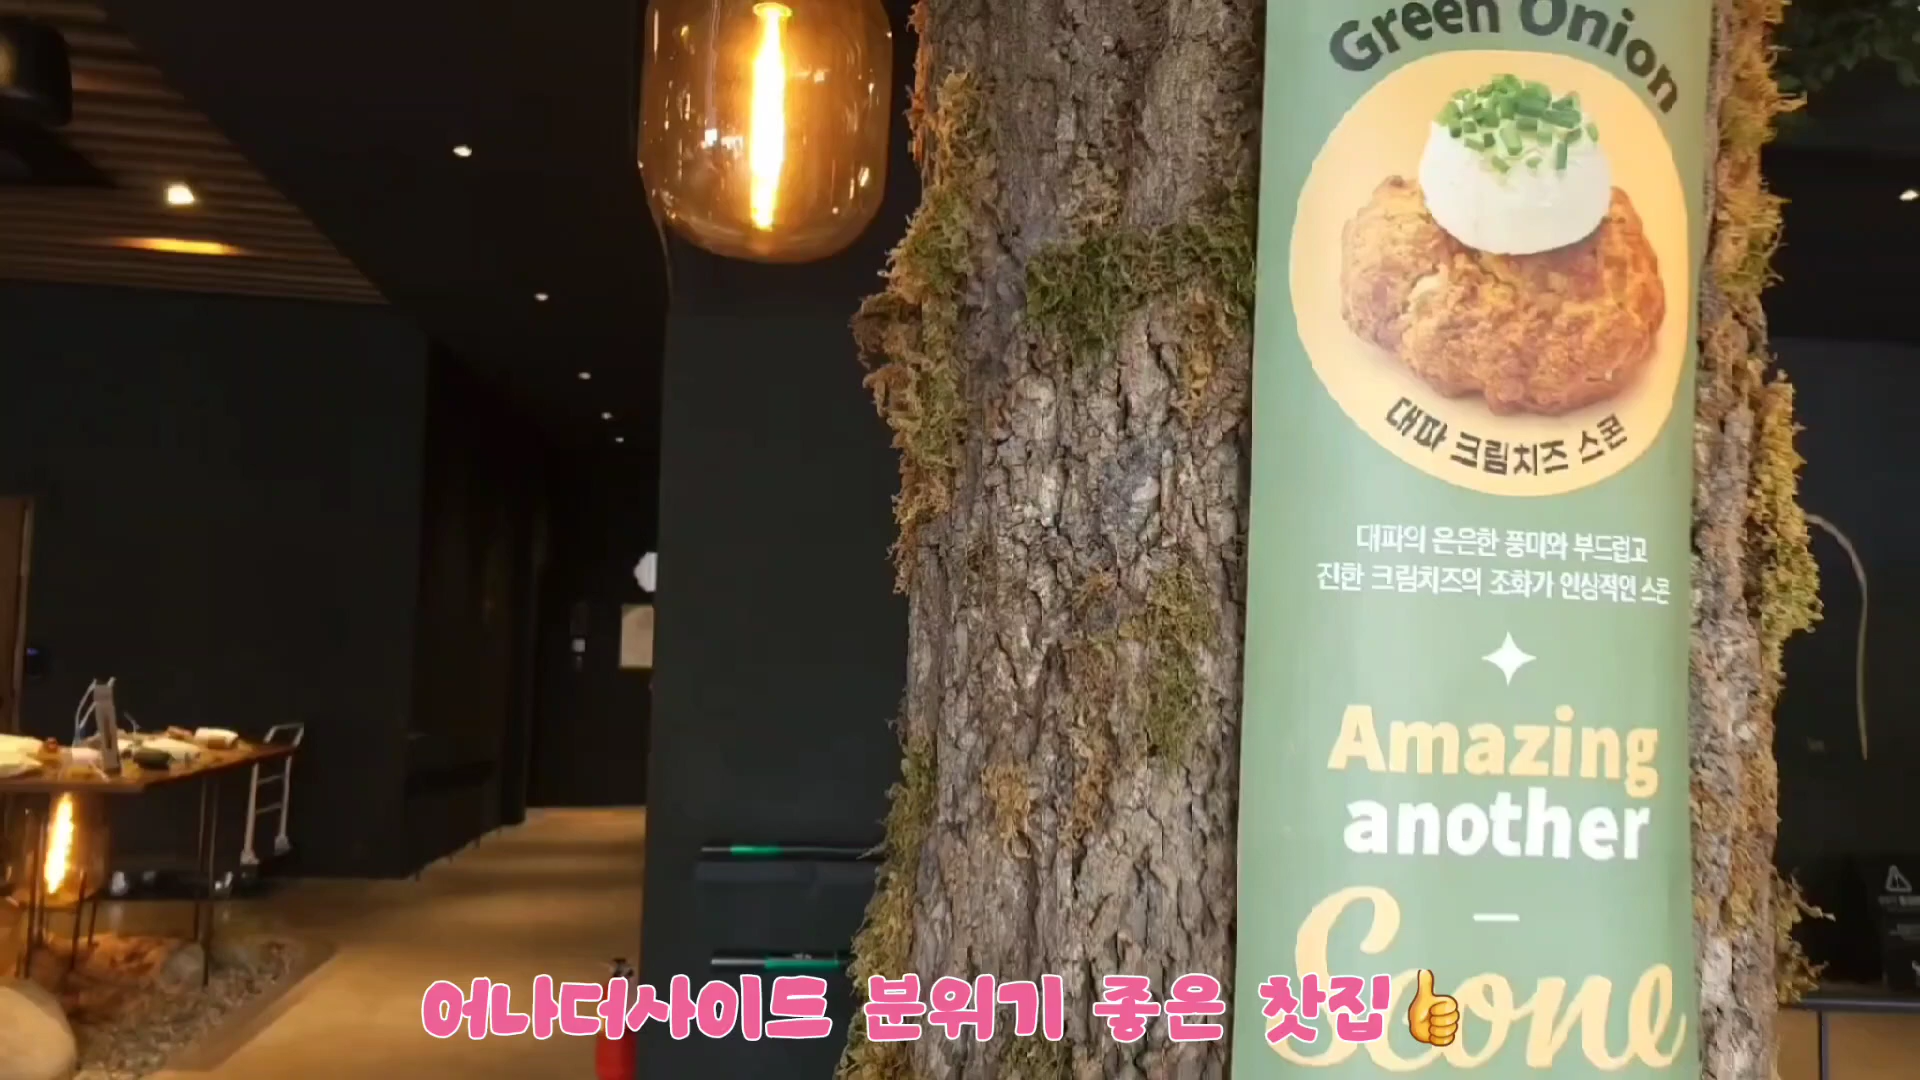 Green Onion
대파 크림치즈 스콘
대파의 은은한 풍미와 부드럽고
진한 크림치즈의 조화가 인상적인 스콘
Amazing
another
Scone
어나더사이드 분위기 좋은 찻집👍